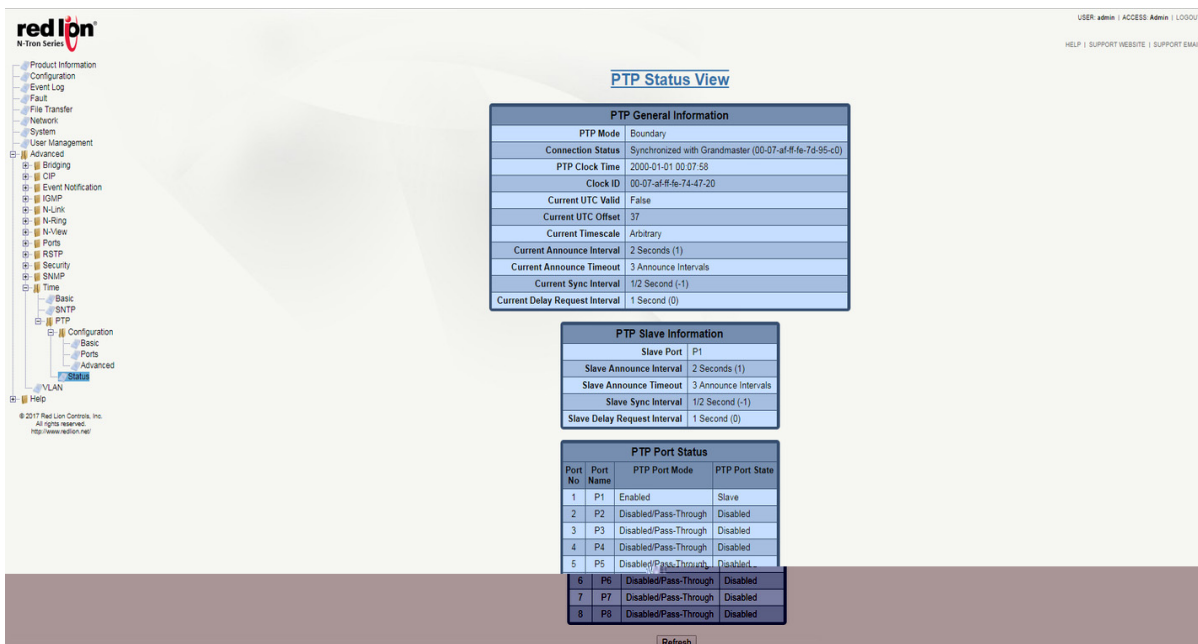 red lion®
N-Tron Series
USER: admin | ACCESS: Admin | LOGOU
HELP | SUPPORT WEBSITE | SUPPORT EMAI
Product Information
Configuration
Event Log
Fault
File Transfer
Network
System
User Management
Advanced
Bridging
CIP
Event Notification
IGMP
N-Link
N-Ring
N-View
Ports
RSTP
Security
SNMP
Time
Basic
SNTP
PTP
Configuration
Basic
Ports
Advanced
Status
VLAN
Help
© 2017 Red Lion Controls, Inc.
All rights reserved.
http://www.redlion.net/
PTP Status View
PTP General Information
PTP Mode Boundary
Connection Status Synchronized with Grandmaster (00-07-af-ff-fe-7d-95-c0)
PTP Clock Time 2000-01-01 00:07:58
Clock ID 00-07-af-ff-fe-74-47-20
Current UTC Valid False
Current UTC Offset 37
Current Timescale Arbitrary
Current Announce Interval 2 Seconds (1)
Current Announce Timeout 3 Announce Intervals
Current Sync Interval 1/2 Second (-1)
Current Delay Request Interval 1 Second (0)
PTP Slave Information
Slave Port P1
Slave Announce Interval 2 Seconds (1)
Slave Announce Timeout 3 Announce Intervals
Slave Sync Interval 1/2 Second (-1)
Slave Delay Request Interval 1 Second (0)
PTP Port Status
Port No Port Name PTP Port Mode PTP Port State
1 P1 Enabled Slave
2 P2 Disabled/Pass-Through Disabled
3 P3 Disabled/Pass-Through Disabled
4 P4 Disabled/Pass-Through Disabled
5 P5 Disabled/Pass-Through Disabled
6 P6 Disabled/Pass-Through Disabled
7 P7 Disabled/Pass-Through Disabled
8 P8 Disabled/Pass-Through Disabled
Refresh